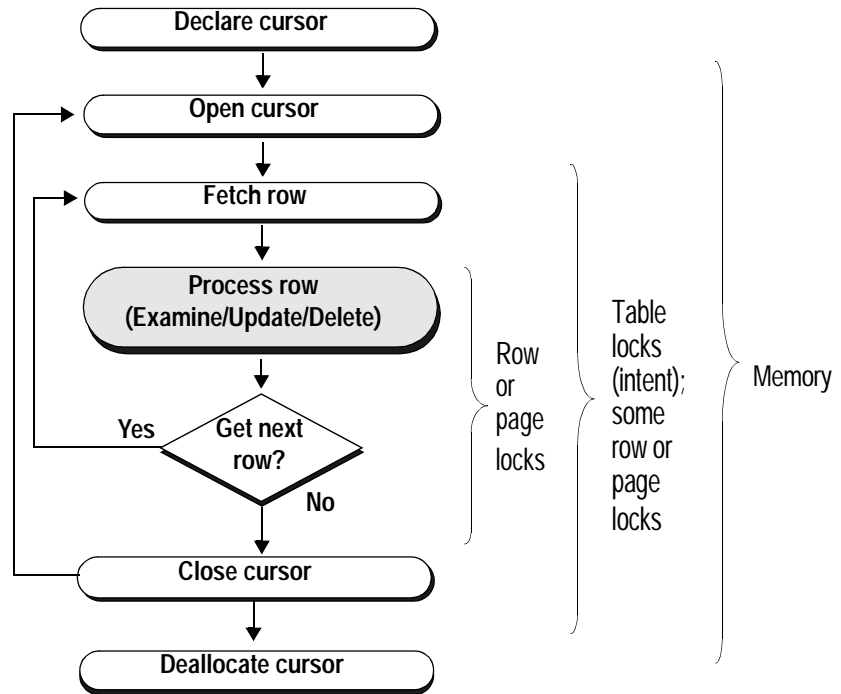 Declare cursor
Open cursor
Fetch row
Process row
(Examine/Update/Delete)
Yes
Get next
row?
No
Close cursor
Deallocate cursor
Row
or
page
locks
Table
locks
(intent);
some
row or
page
locks
Memory